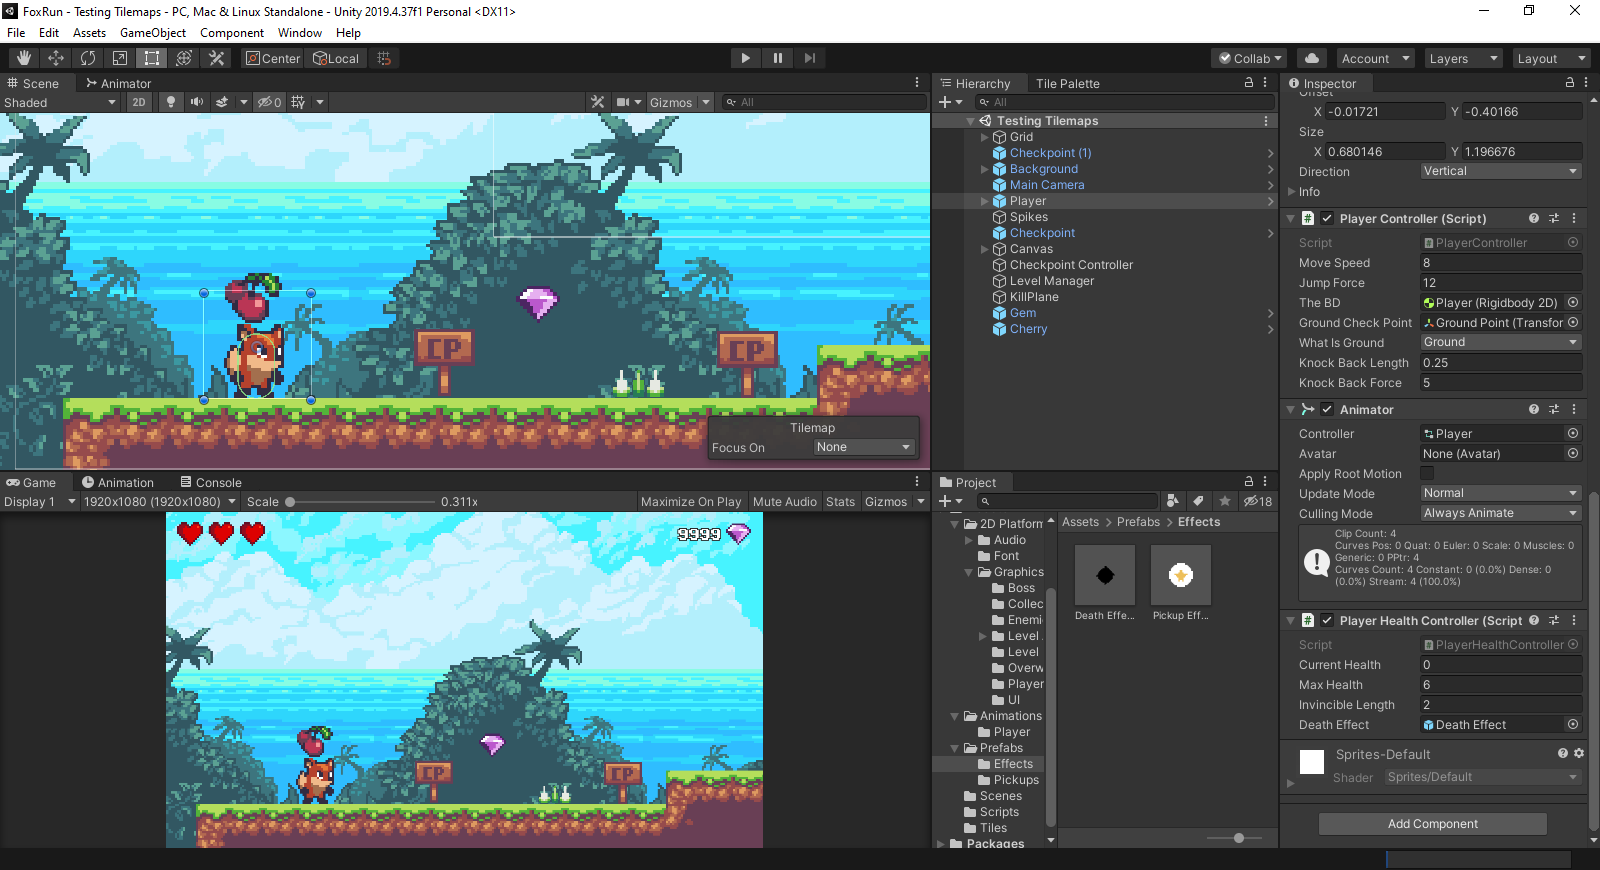 FoxRun - Testing Tilemaps - PC, Mac & Linux Standalone - Unity 2019.4.37f1 Personal <DX11>
File Edit Assets GameObject Component Window Help
Center Local Collab Account Layers Layout
Scene Animator
Shaded 2D 0 Gizmos All
CP CP
Tilemap
Focus On None
Hierarchy Tile Palette
All
Testing Tilemaps
Grid
Checkpoint (1)
Background
Main Camera
Player
Spikes
Checkpoint
Canvas
Checkpoint Controller
Level Manager
KillPlane
Gem
Cherry
Game Animation Console
Display 1 1920x1080 (1920x1080) Scale 0.311x Maximize On Play Mute Audio Stats Gizmos
9999
CP CP
Project
18
2D Platform
Audio
Font
Graphics
Boss
Collec
Enemi
Level
Level
Overw
Player
UI
Animations
Player
Prefabs
Effects
Pickups
Scenes
Scripts
Tiles
Packages
Assets > Prefabs > Effects
Death Effe... Pickup Eff...
Inspector
Offset
X -0.01721 Y -0.40166
Size
X 0.680146 Y 1.196676
Direction Vertical
Info
Player Controller (Script)
Script PlayerController
Move Speed 8
Jump Force 12
The BD Player (Rigidbody 2D)
Ground Check Point Ground Point (Transfor
What Is Ground Ground
Knock Back Length 0.25
Knock Back Force 5
Animator
Controller Player
Avatar None (Avatar)
Apply Root Motion
Update Mode Normal
Culling Mode Always Animate
Clip Count: 4
Curves Pos: 0 Quat: 0 Euler: 0 Scale: 0 Muscles: 0
Generic: 0 PPtr: 4
Curves Count: 4 Constant: 0 (0.0%) Dense: 0
(0.0%) Stream: 4 (100.0%)
Player Health Controller (Script
Script PlayerHealthController
Current Health 0
Max Health 6
Invincible Length 2
Death Effect Death Effect
Sprites-Default
Shader Sprites/Default
Add Component